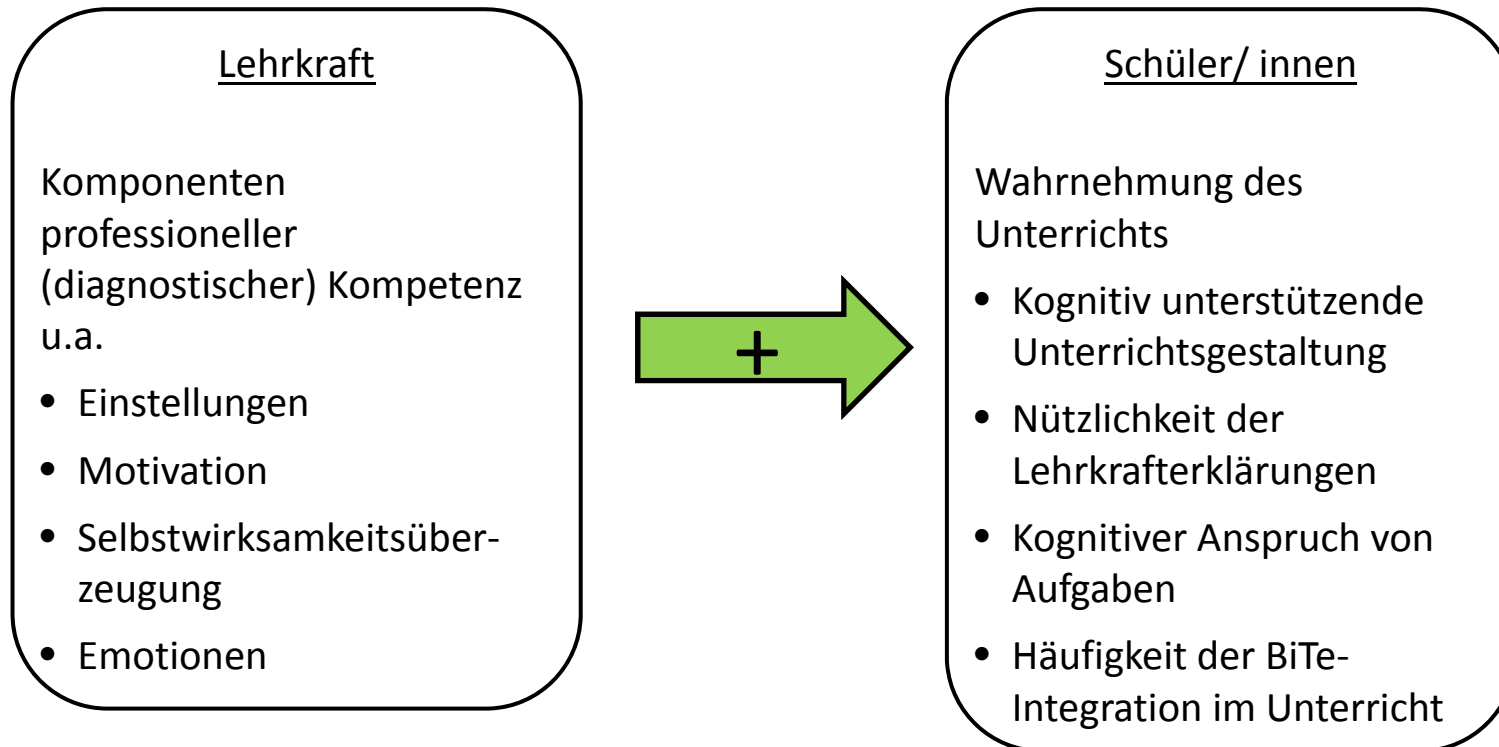 Lehrkraft
Komponenten
professioneller
(diagnostischer) Kompetenz
u.a.
• Einstellungen
• Motivation
• Selbstwirksamkeitsüber-
zeugung
• Emotionen
+
Schüler/ innen
Wahrnehmung des
Unterrichts
• Kognitiv unterstützende
Unterrichtsgestaltung
• Nützlichkeit der
Lehrkrafterklärungen
• Kognitiver Anspruch von
Aufgaben
• Häufigkeit der BiTe-
Integration im Unterricht